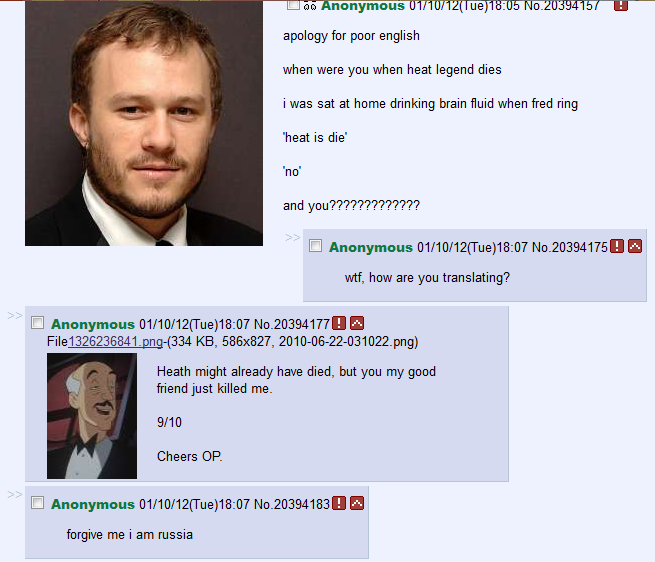 Anonymous 01/10/12(Tue)18:05 No.20394157
apology for poor english
when were you when heat legend dies
i was sat at home drinking brain fluid when fred ring
'heat is die'
'no'
and you?????????????
>> Anonymous 01/10/12(Tue)18:07 No.20394175
wtf, how are you translating?
>> Anonymous 01/10/12(Tue)18:07 No.20394177
File1326236841.png-(334 KB, 586x827, 2010-06-22-031022.png)
Heath might already have died, but you my good
friend just killed me.
9/10
Cheers OP.
>> Anonymous 01/10/12(Tue)18:07 No.20394183
forgive me i am russia